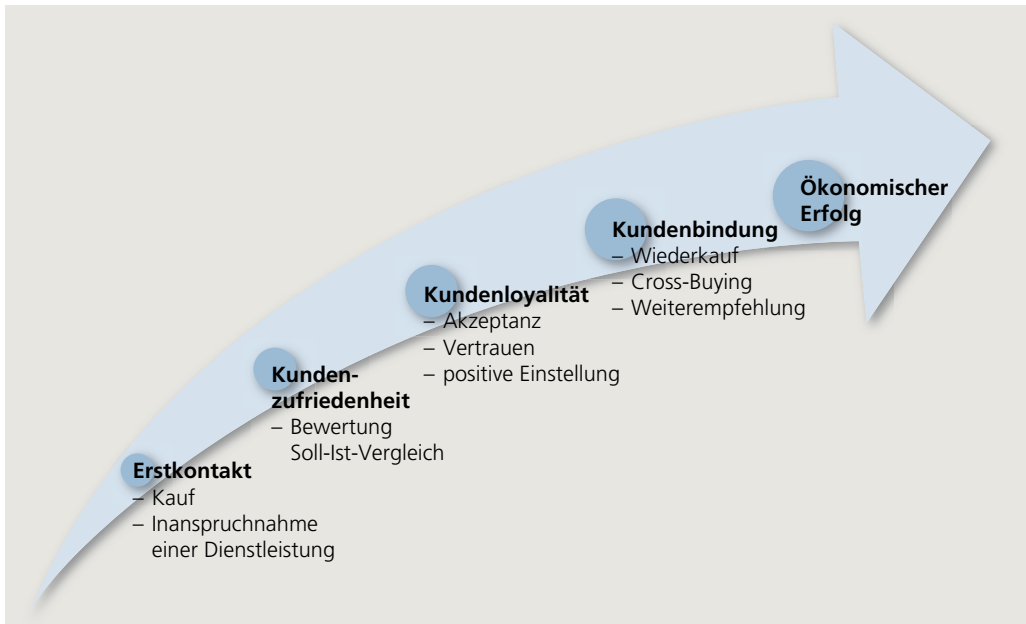 Erstkontakt
– Kauf
– Inanspruchnahme
einer Dienstleistung
Kunden-
zufriedenheit
– Bewertung
Soll-Ist-Vergleich
Kundenloyalität
– Akzeptanz
– Vertrauen
– positive Einstellung
Kundenbindung
– Wiederkauf
– Cross-Buying
– Weiterempfehlung
Ökonomischer
Erfolg